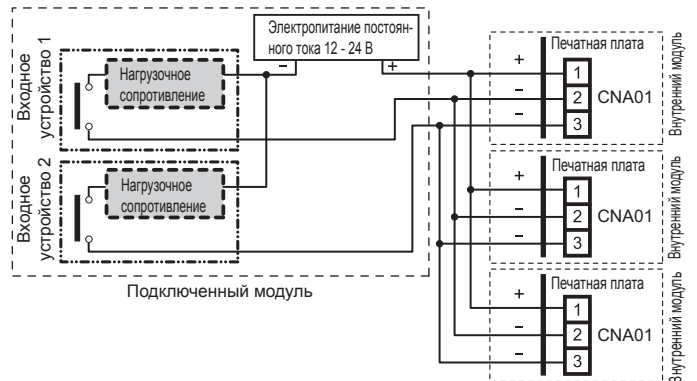 Электропитание постоян-
ного тока 12 - 24 В
− +
Входное
устройство 1
Нагрузочное
сопротивление
Входное
устройство 2
Нагрузочное
сопротивление
Подключенный модуль
Печатная плата
+ 1
− 2 CNA01
− 3
Внутренний модуль
Печатная плата
+ 1
− 2 CNA01
− 3
Внутренний модуль
Печатная плата
+ 1
− 2 CNA01
− 3
Внутренний модуль